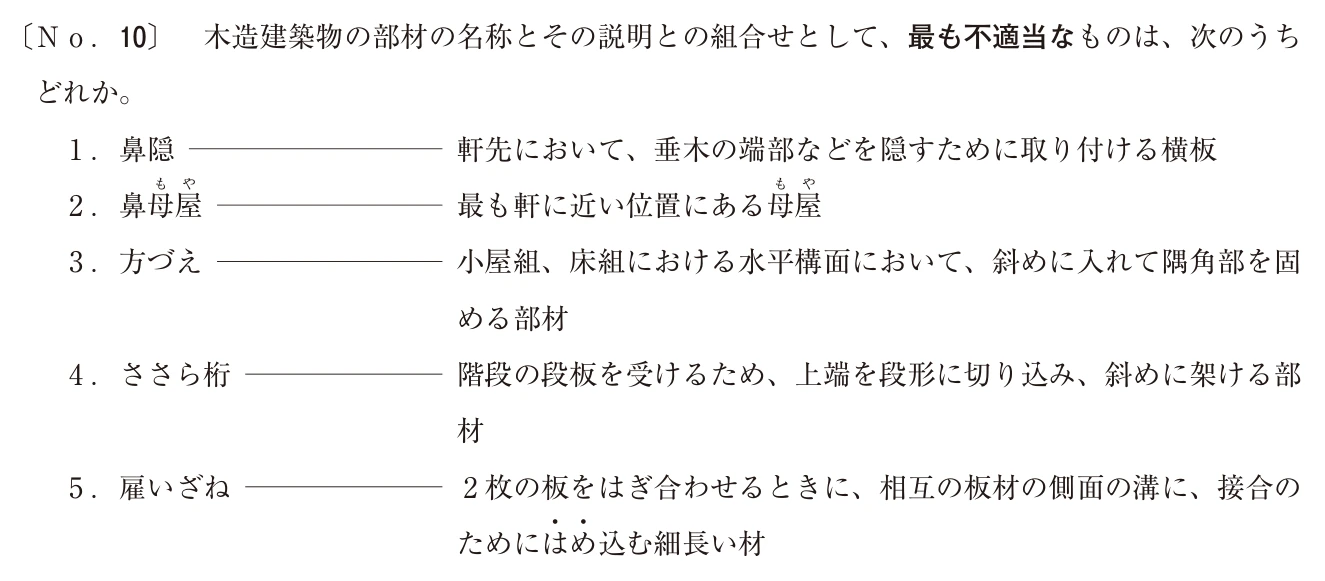 〔Ｎｏ．10〕　木造建築物の部材の名称とその説明との組合せとして、最も不適当なものは、次のうち
どれか。
1．鼻隠 ――――――――― 軒先において、垂木の端部などを隠すために取り付ける横板
2．鼻母屋 ―――――――― 最も軒に近い位置にある母屋
3．方づえ ―――――――― 小屋組、床組における水平構面において、斜めに入れて隅角部を固
める部材
4．ささら桁 ――――――― 階段の段板を受けるため、上端を段形に切り込み、斜めに架ける部
材
5．雇いざね ――――――― ２枚の板をはぎ合わせるときに、相互の板材の側面の溝に、接合の
ためにはめ込む細長い材